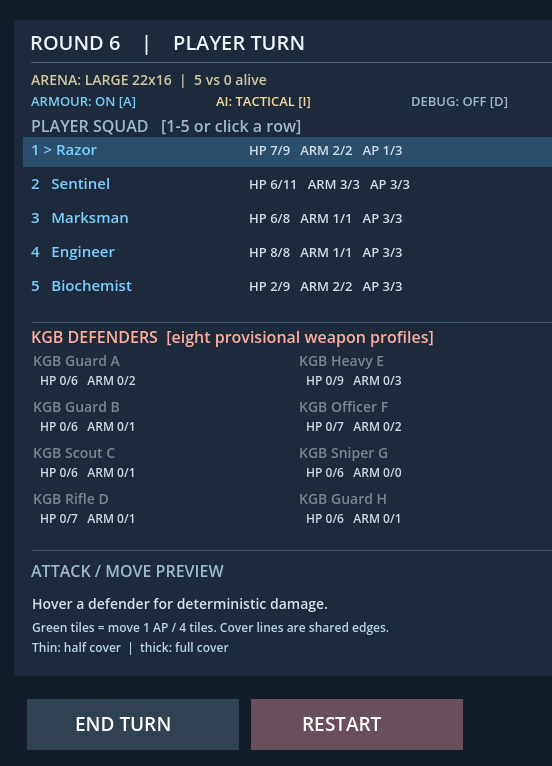 ROUND 6 | PLAYER TURN
ARENA: LARGE 22x16 | 5 vs 0 alive
ARMOUR: ON [A] AI: TACTICAL [I] DEBUG: OFF [D]
PLAYER SQUAD [1-5 or click a row]
1 > Razor HP 7/9 ARM 2/2 AP 1/3
2 Sentinel HP 6/11 ARM 3/3 AP 3/3
3 Marksman HP 6/8 ARM 1/1 AP 3/3
4 Engineer HP 8/8 ARM 1/1 AP 3/3
5 Biochemist HP 2/9 ARM 2/2 AP 3/3
KGB DEFENDERS [eight provisional weapon profiles]
KGB Guard A KGB Heavy E
HP 0/6 ARM 0/2 HP 0/9 ARM 0/3
KGB Guard B KGB Officer F
HP 0/6 ARM 0/1 HP 0/7 ARM 0/2
KGB Scout C KGB Sniper G
HP 0/6 ARM 0/1 HP 0/6 ARM 0/0
KGB Rifle D KGB Guard H
HP 0/7 ARM 0/1 HP 0/6 ARM 0/1
ATTACK / MOVE PREVIEW
Hover a defender for deterministic damage.
Green tiles = move 1 AP / 4 tiles. Cover lines are shared edges.
Thin: half cover | thick: full cover
END TURN RESTART